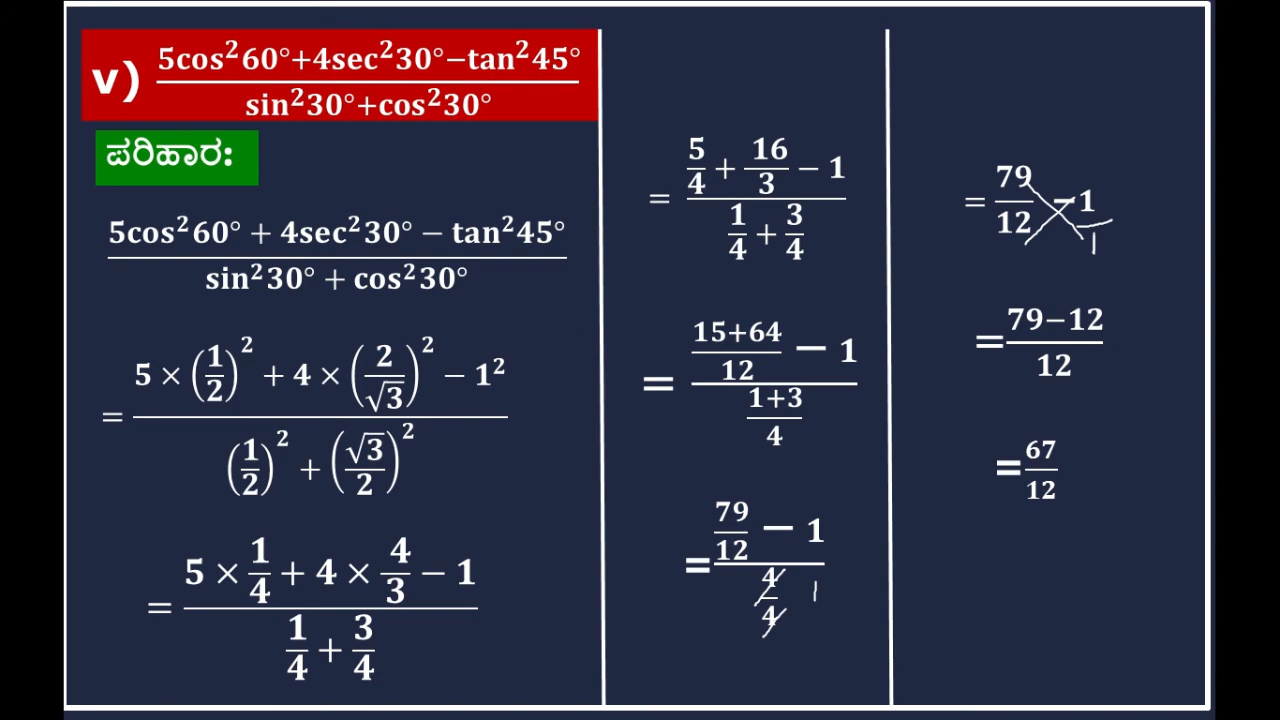 v) (5cos²60°+4sec²30°−tan²45°)/(sin²30°+cos²30°)
ಪರಿಹಾರ:
(5cos²60° + 4sec²30° − tan²45°)/(sin²30° + cos²30°)
= (5 × (1/2)² + 4 × (2/√3)² − 1²)/((1/2)² + (√3/2)²)
= (5 × 1/4 + 4 × 4/3 − 1)/(1/4 + 3/4)
= (5/4 + 16/3 − 1)/(1/4 + 3/4)
= ((15+64)/12 − 1)/((1+3)/4)
= (79/12 − 1)/(4/4) 1
= 79/12 − 1 1
= (79−12)/12
= 67/12